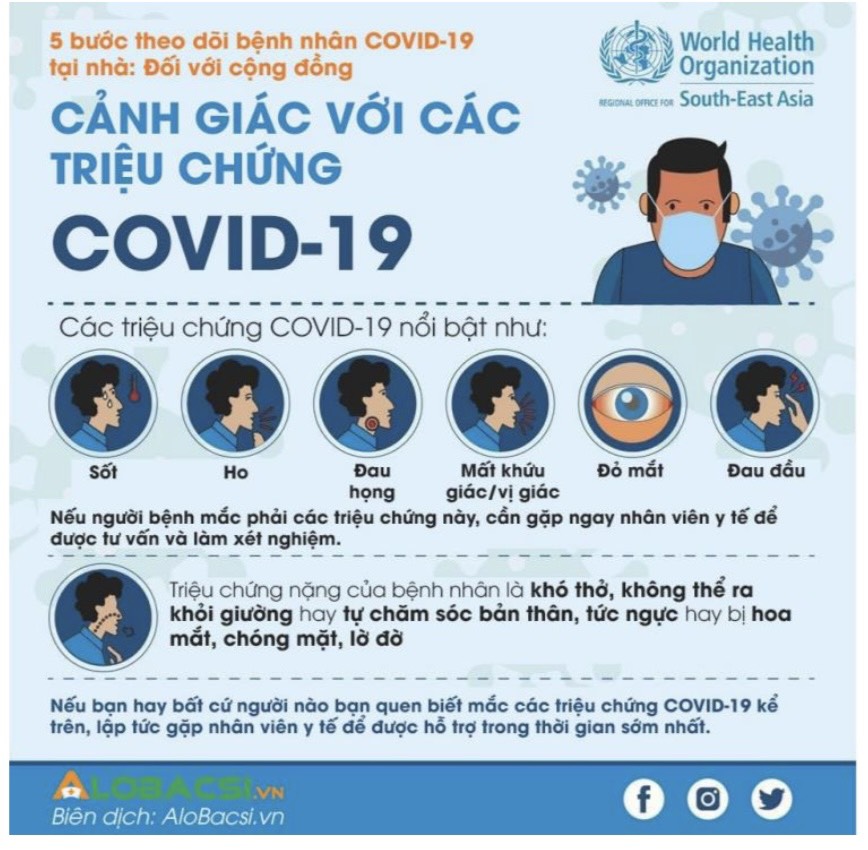 5 bước theo dõi bệnh nhân COVID-19
tại nhà: Đối với cộng đồng
World Health
Organization
REGIONAL OFFICE FOR South-East Asia
CẢNH GIÁC VỚI CÁC
TRIỆU CHỨNG
COVID-19
Các triệu chứng COVID-19 nổi bật như:
Sốt
Ho
Đau
họng
Mất khứu
giác/vị giác
Đỏ mắt
Đau đầu
Nếu người bệnh mắc phải các triệu chứng này, cần gặp ngay nhân viên y tế để
được tư vấn và làm xét nghiệm.
Triệu chứng nặng của bệnh nhân là khó thở, không thể ra
khỏi giường hay tự chăm sóc bản thân, tức ngực hay bị hoa
mắt, chóng mặt, lờ đờ
Nếu bạn hay bất cứ người nào bạn quen biết mắc các triệu chứng COVID-19 kể
trên, lập tức gặp nhân viên y tế để được hỗ trợ trong thời gian sớm nhất.
ALOBACSI.VN
Biên dịch: AloBacsi.vn